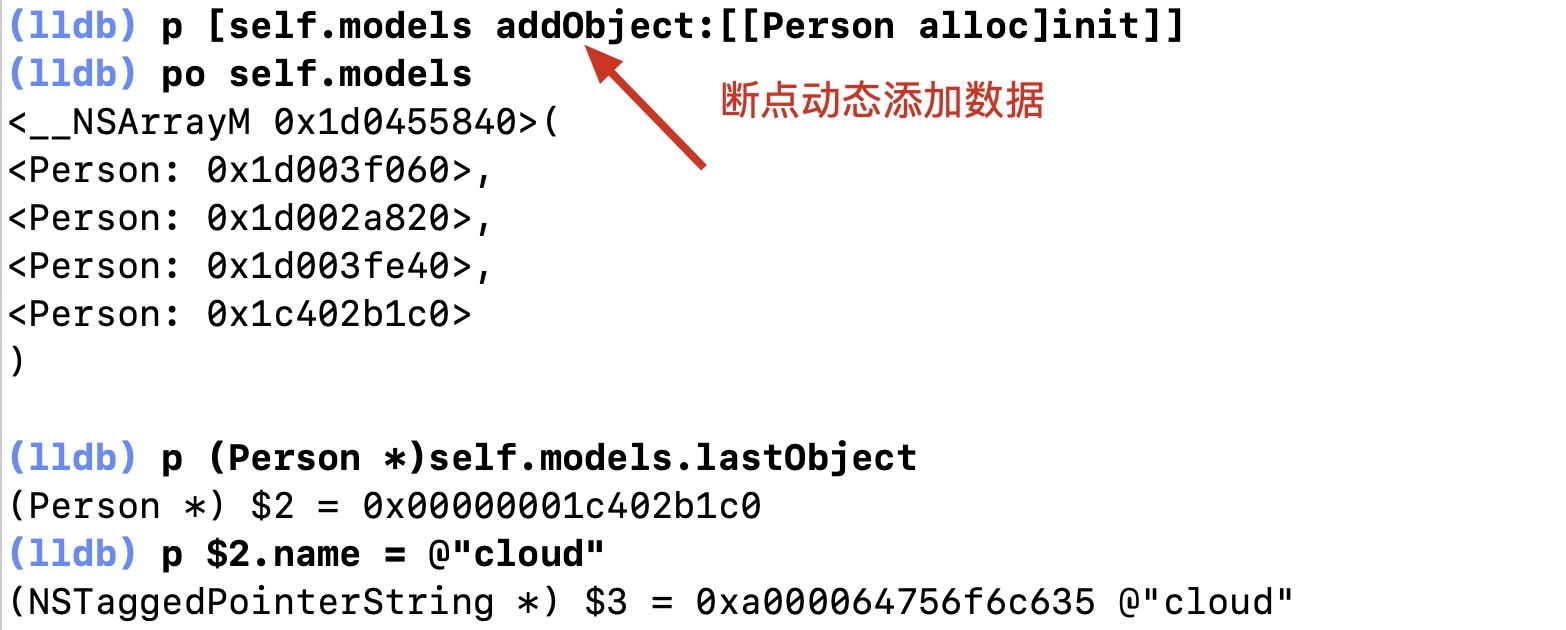 (lldb) p [self.models addObject:[[Person alloc]init]]
(lldb) po self.models
断点动态添加数据
<__NSArrayM 0x1d0455840>(
<Person: 0x1d003f060>,
<Person: 0x1d002a820>,
<Person: 0x1d003fe40>,
<Person: 0x1c402b1c0>
)
(lldb) p (Person *)self.models.lastObject
(Person *) $2 = 0x00000001c402b1c0
(lldb) p $2.name = @"cloud"
(NSTaggedPointerString *) $3 = 0xa000064756f6c635 @"cloud"